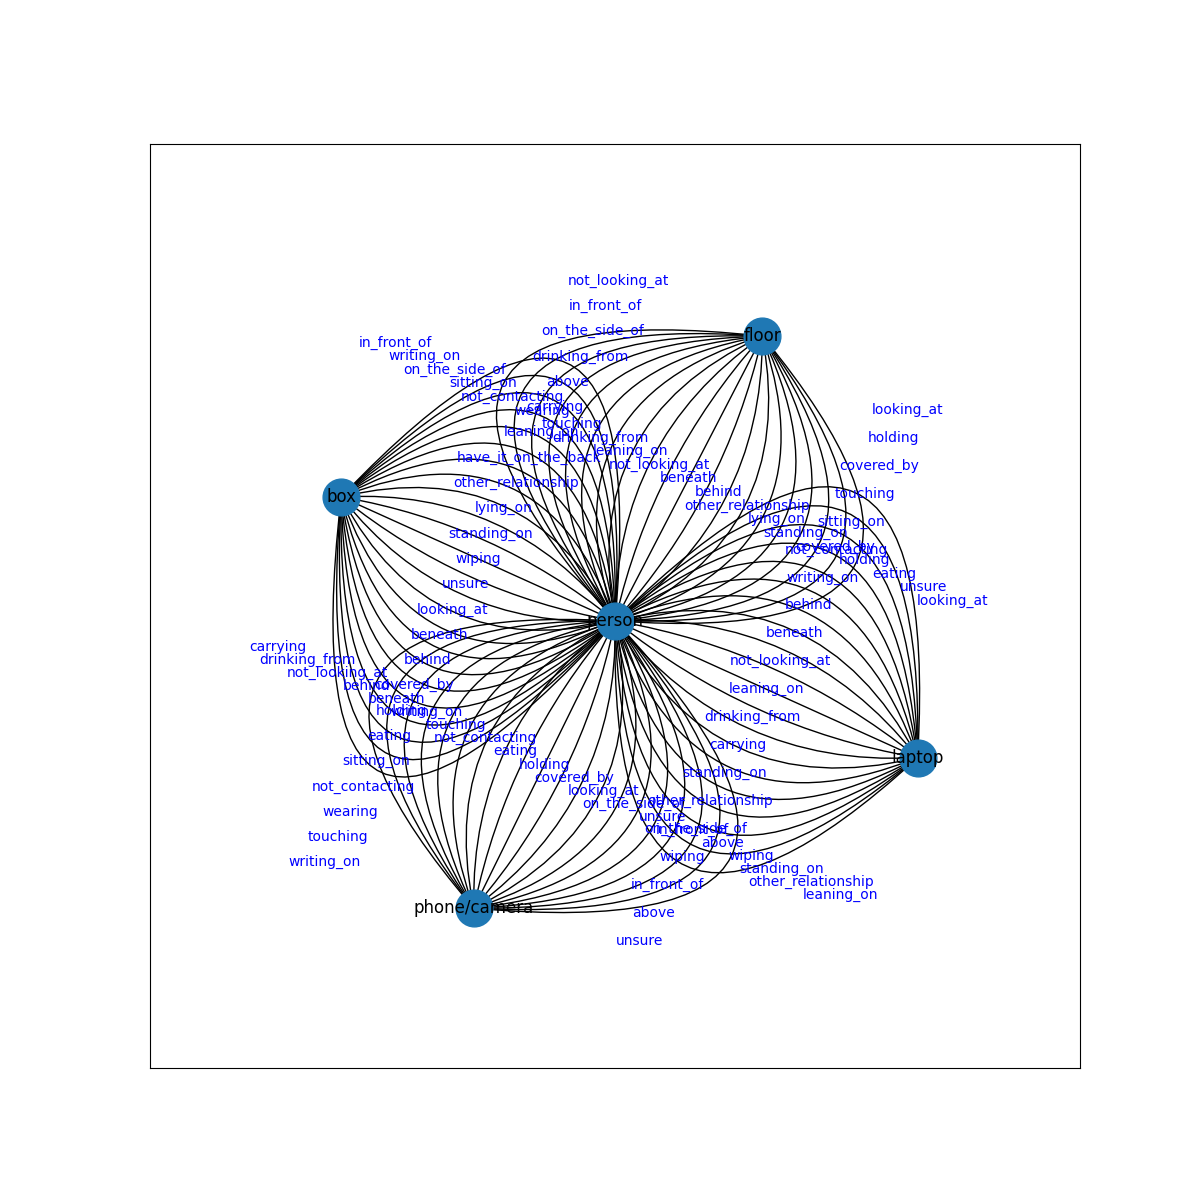 not_looking_at
in_front_of
on_the_side_of
floor
in_front_of
writing_on
drinking_from
on_the_side_of
sitting_on
above
not_contacting
wearing
carrying
looking_at
touching
leaning_on
drinking_from
holding
leaning_on
have_it_on_the_back
not_looking_at
covered_by
beneath
other_relationship
behind
touching
box
other_relationship
lying_on
lying_on
sitting_on
standing_on
standing_on
covered_by
not_contacting
wiping
holding
eating
writing_on
unsure
unsure
looking_at
looking_at
behind
person
beneath
beneath
carrying
drinking_from
behind
not_looking_at
not_looking_at
behind
covered_by
leaning_on
beneath
holding
writing_on
drinking_from
touching
eating
not_contacting
carrying
eating
laptop
sitting_on
holding
standing_on
covered_by
not_contacting
looking_at
on_the_side_of
other_relationship
wearing
unsure
touching
on_the_side_of
in_front_of
above
writing_on
wiping
wiping
standing_on
other_relationship
in_front_of
leaning_on
phone/camera
above
unsure